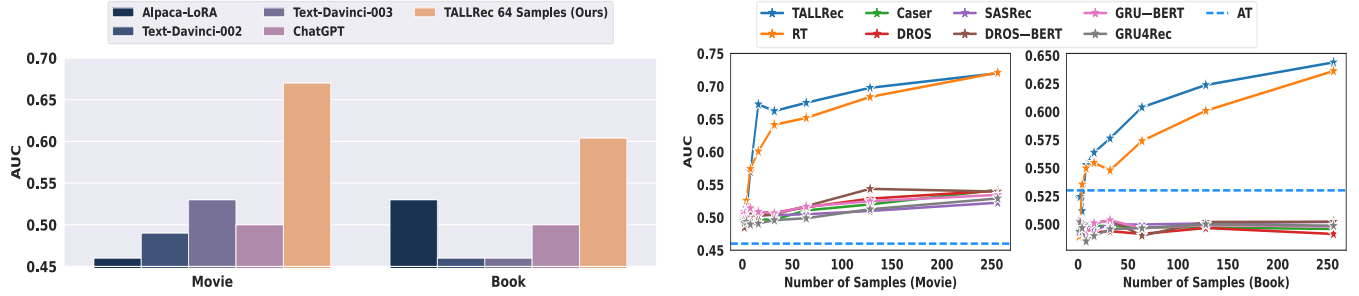 Alpaca-LoRA
Text-Davinci-002
Text-Davinci-003
ChatGPT
TALLRec 64 Samples (Ours)
AUC
0.70
0.65
0.60
0.55
0.50
0.45
Movie
Book
TALLRec
RT
Caser
DROS
SASRec
DROS—BERT
GRU—BERT
GRU4Rec
AT
AUC
0.75
0.70
0.65
0.60
0.55
0.50
0.45
0 50 100 150 200 250
Number of Samples (Movie)
0.650
0.625
0.600
0.575
0.550
0.525
0.500
0 50 100 150 200 250
Number of Samples (Book)